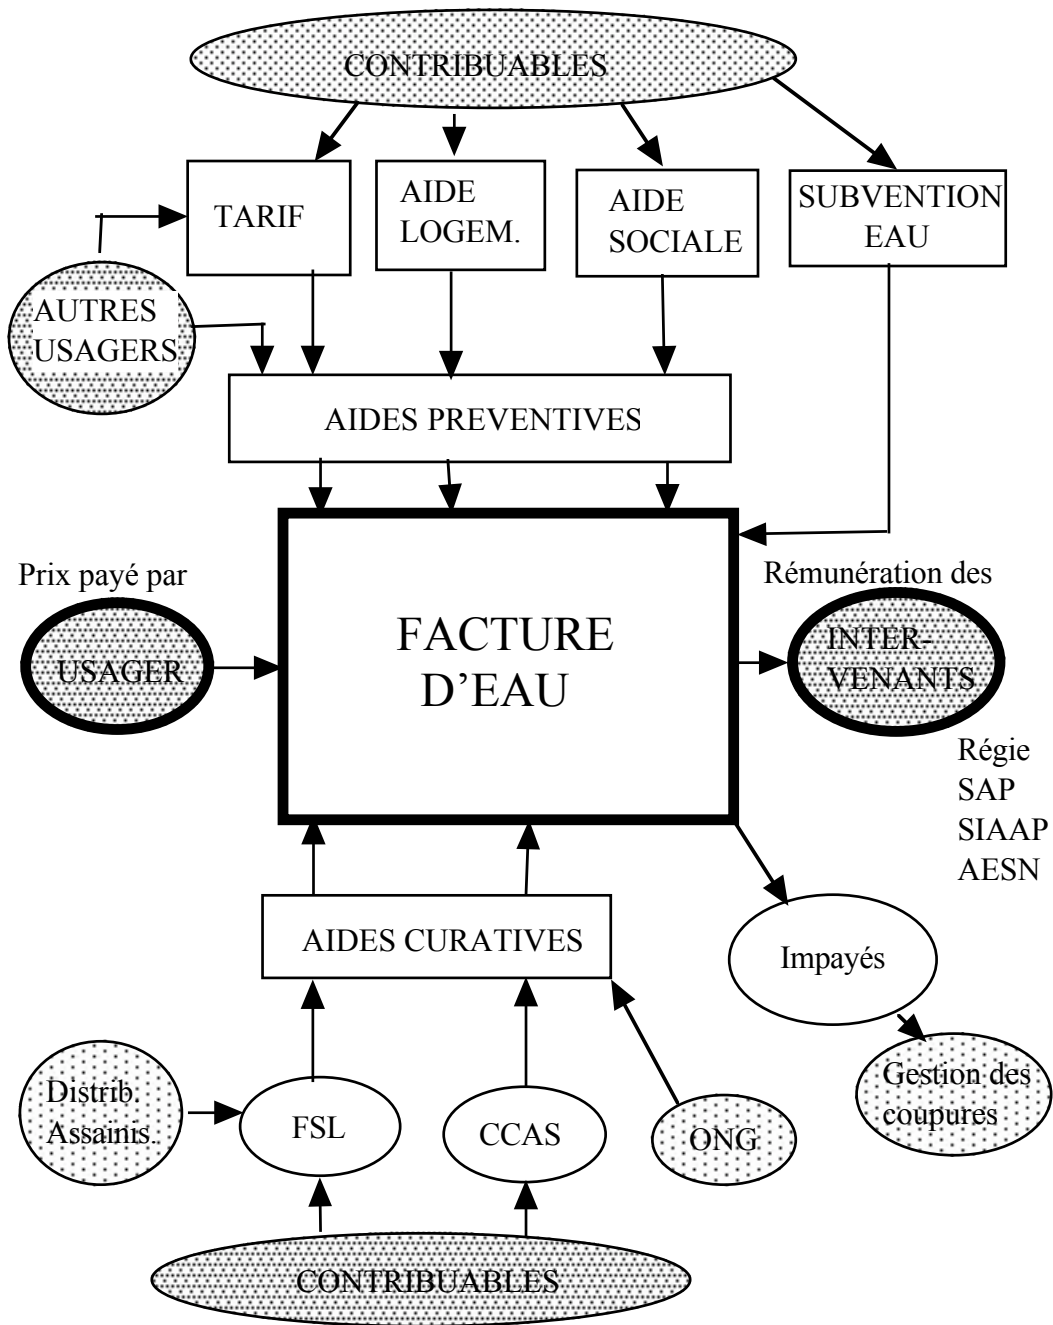 CONTRIBUABLES
TARIF
AIDE
LOGEM.
AIDE
SOCIALE
SUBVENTION
EAU
AUTRES
USAGERS
AIDES PREVENTIVES
Prix payé par
USAGER
FACTURE
D’EAU
Rémunération des
INTER-
VENANTS
Régie
SAP
SIAAP
AESN
AIDES CURATIVES
Impayés
Gestion des
coupures
Distrib.
Assainis.
FSL
CCAS
ONG
CONTRIBUABLES